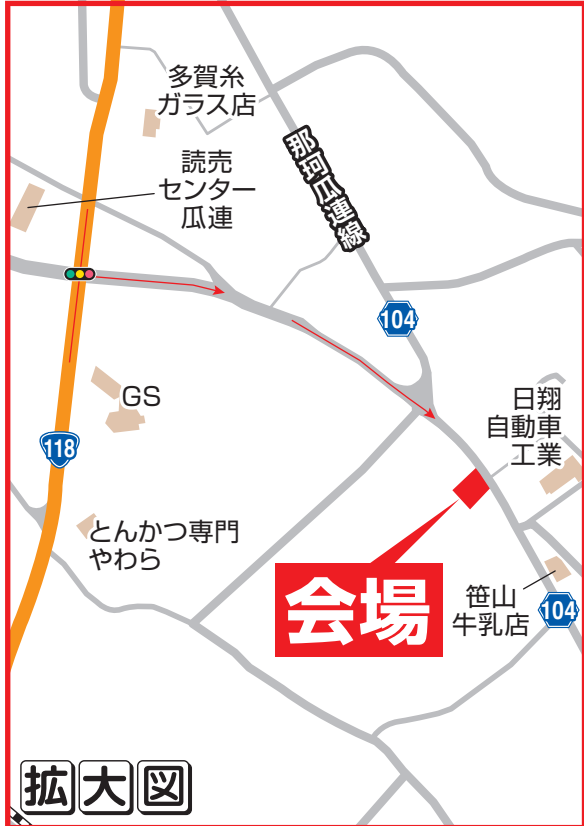 多賀糸
ガラス店
読売
センター
瓜連
那珂瓜連線
104
GS
118
日翔
自動車
工業
とんかつ専門
やわら
会場
笹山
牛乳店
104
拡大図